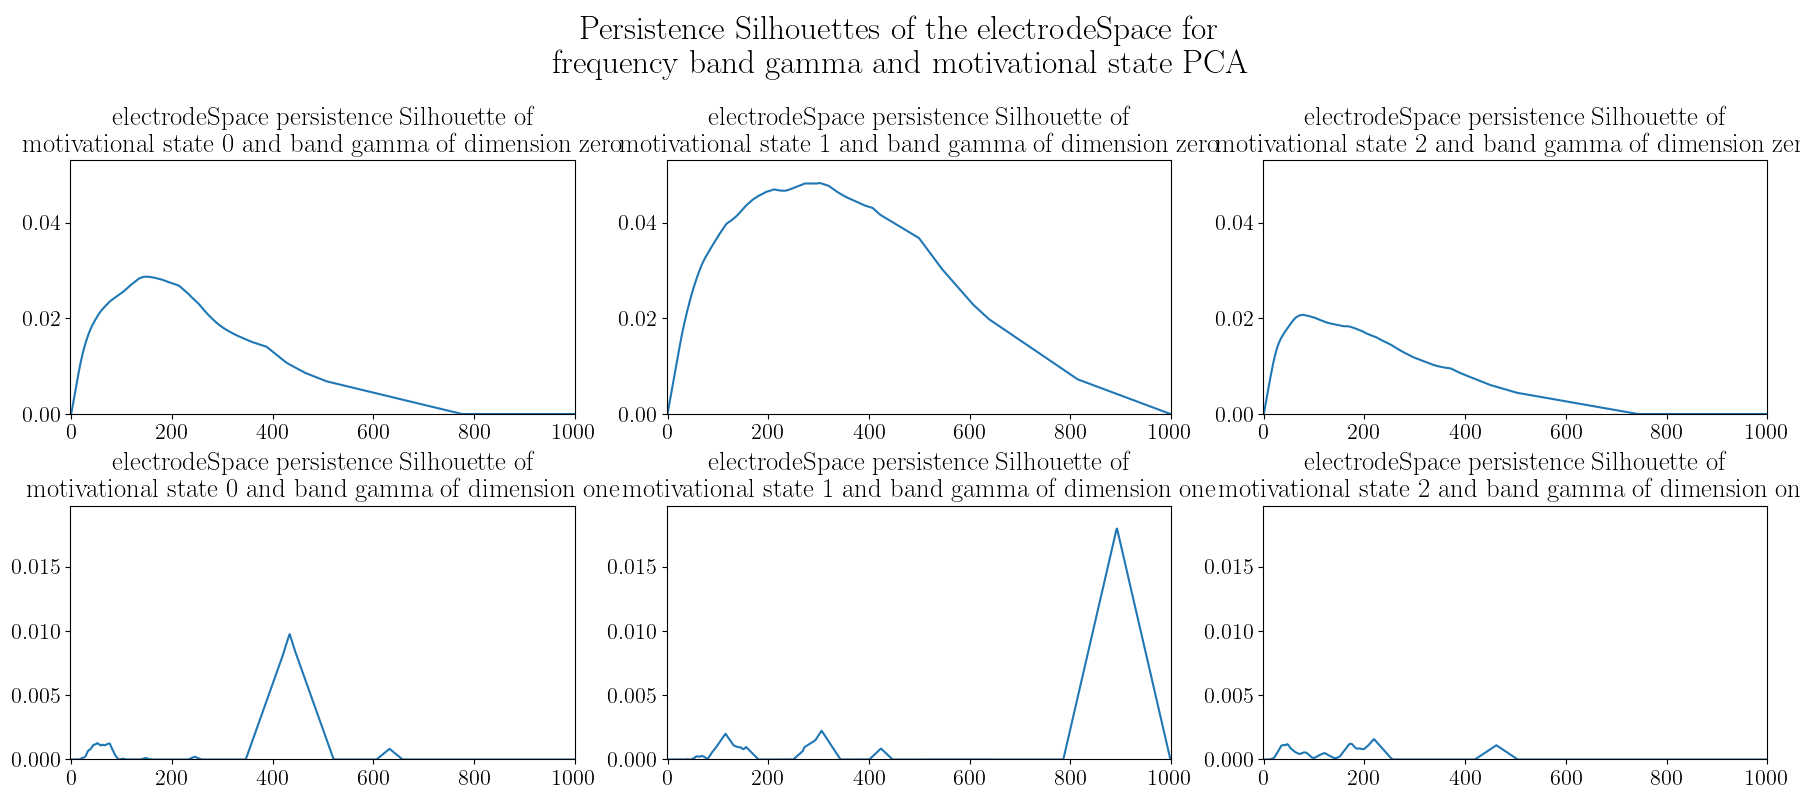 Persistence Silhouettes of the electrodeSpace for
frequency band gamma and motivational state PCA
electrodeSpace persistence Silhouette of
motivational state 0 and band gamma of dimension zero
electrodeSpace persistence Silhouette of
motivational state 1 and band gamma of dimension zero
electrodeSpace persistence Silhouette of
motivational state 2 and band gamma of dimension zer
0.04
0.02
0.00
0 200 400 600 800 1000
0.04
0.02
0.00
0 200 400 600 800 1000
0.04
0.02
0.00
0 200 400 600 800 1000
electrodeSpace persistence Silhouette of
motivational state 0 and band gamma of dimension one
electrodeSpace persistence Silhouette of
motivational state 1 and band gamma of dimension one
electrodeSpace persistence Silhouette of
motivational state 2 and band gamma of dimension on
0.015
0.010
0.005
0.000
0 200 400 600 800 1000
0.015
0.010
0.005
0.000
0 200 400 600 800 1000
0.015
0.010
0.005
0.000
0 200 400 600 800 1000